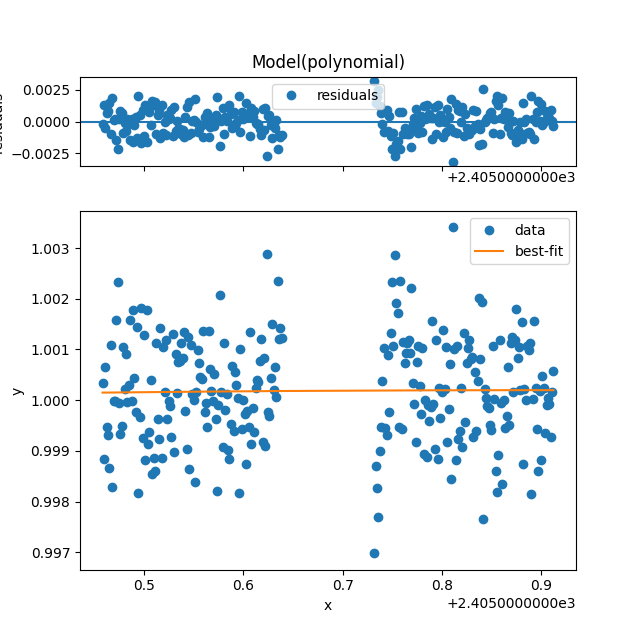 Model(polynomial)
residuals
0.0025
0.0000
−0.0025
residuals
+2.4050000000e3
1.003
1.002
1.001
1.000
0.999
0.998
0.997
y
data
best-fit
0.5 0.6 0.7 0.8 0.9
x
+2.4050000000e3